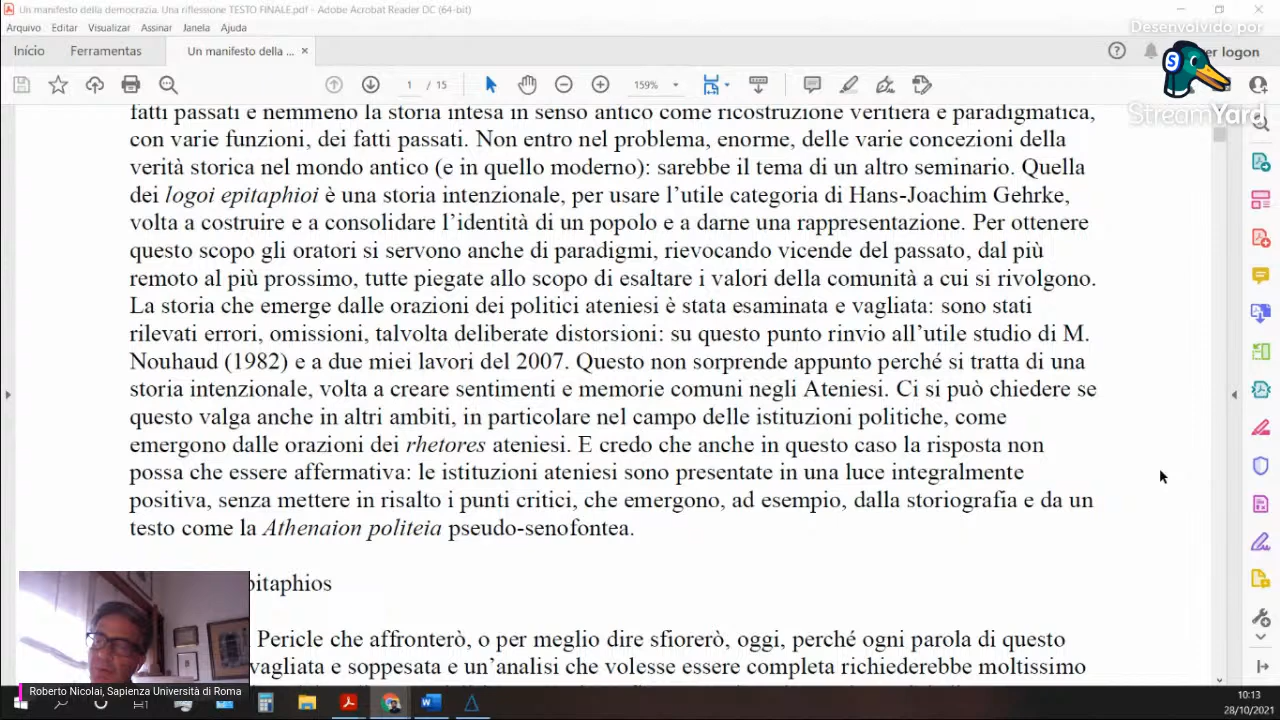 Un manifesto della democrazia. Una riflessione TESTO FINALE.pdf - Adobe Acrobat Reader DC (64-bit)
Desenvolvido por
Arquivo Editar Visualizar Assinar Janela Ajuda
Início Ferramentas Un manifesto della ... × er logon
StreamYard
1 / 15 159%
fatti passati e nemmeno la storia intesa in senso antico come ricostruzione veritiera e paradigmatica,
con varie funzioni, dei fatti passati. Non entro nel problema, enorme, delle varie concezioni della
verità storica nel mondo antico (e in quello moderno): sarebbe il tema di un altro seminario. Quella
dei logoi epitaphioi è una storia intenzionale, per usare l’utile categoria di Hans-Joachim Gehrke,
volta a costruire e a consolidare l’identità di un popolo e a darne una rappresentazione. Per ottenere
questo scopo gli oratori si servono anche di paradigmi, rievocando vicende del passato, dal più
remoto al più prossimo, tutte piegate allo scopo di esaltare i valori della comunità a cui si rivolgono.
La storia che emerge dalle orazioni dei politici ateniesi è stata esaminata e vagliata: sono stati
rilevati errori, omissioni, talvolta deliberate distorsioni: su questo punto rinvio all’utile studio di M.
Nouhaud (1982) e a due miei lavori del 2007. Questo non sorprende appunto perché si tratta di una
storia intenzionale, volta a creare sentimenti e memorie comuni negli Ateniesi. Ci si può chiedere se
questo valga anche in altri ambiti, in particolare nel campo delle istituzioni politiche, come
emergono dalle orazioni dei rhetores ateniesi. E credo che anche in questo caso la risposta non
possa che essere affermativa: le istituzioni ateniesi sono presentate in una luce integralmente
positiva, senza mettere in risalto i punti critici, che emergono, ad esempio, dalla storiografia e da un
testo come la Athenaion politeia pseudo-senofontea.
pitaphios
Pericle che affronterò, o per meglio dire sfiorerò, oggi, perché ogni parola di questo
vagliata e soppesata e un’analisi che volesse essere completa richiederebbe moltissimo
Roberto Nicolai, Sapienza Università di Roma
10:13
28/10/2021